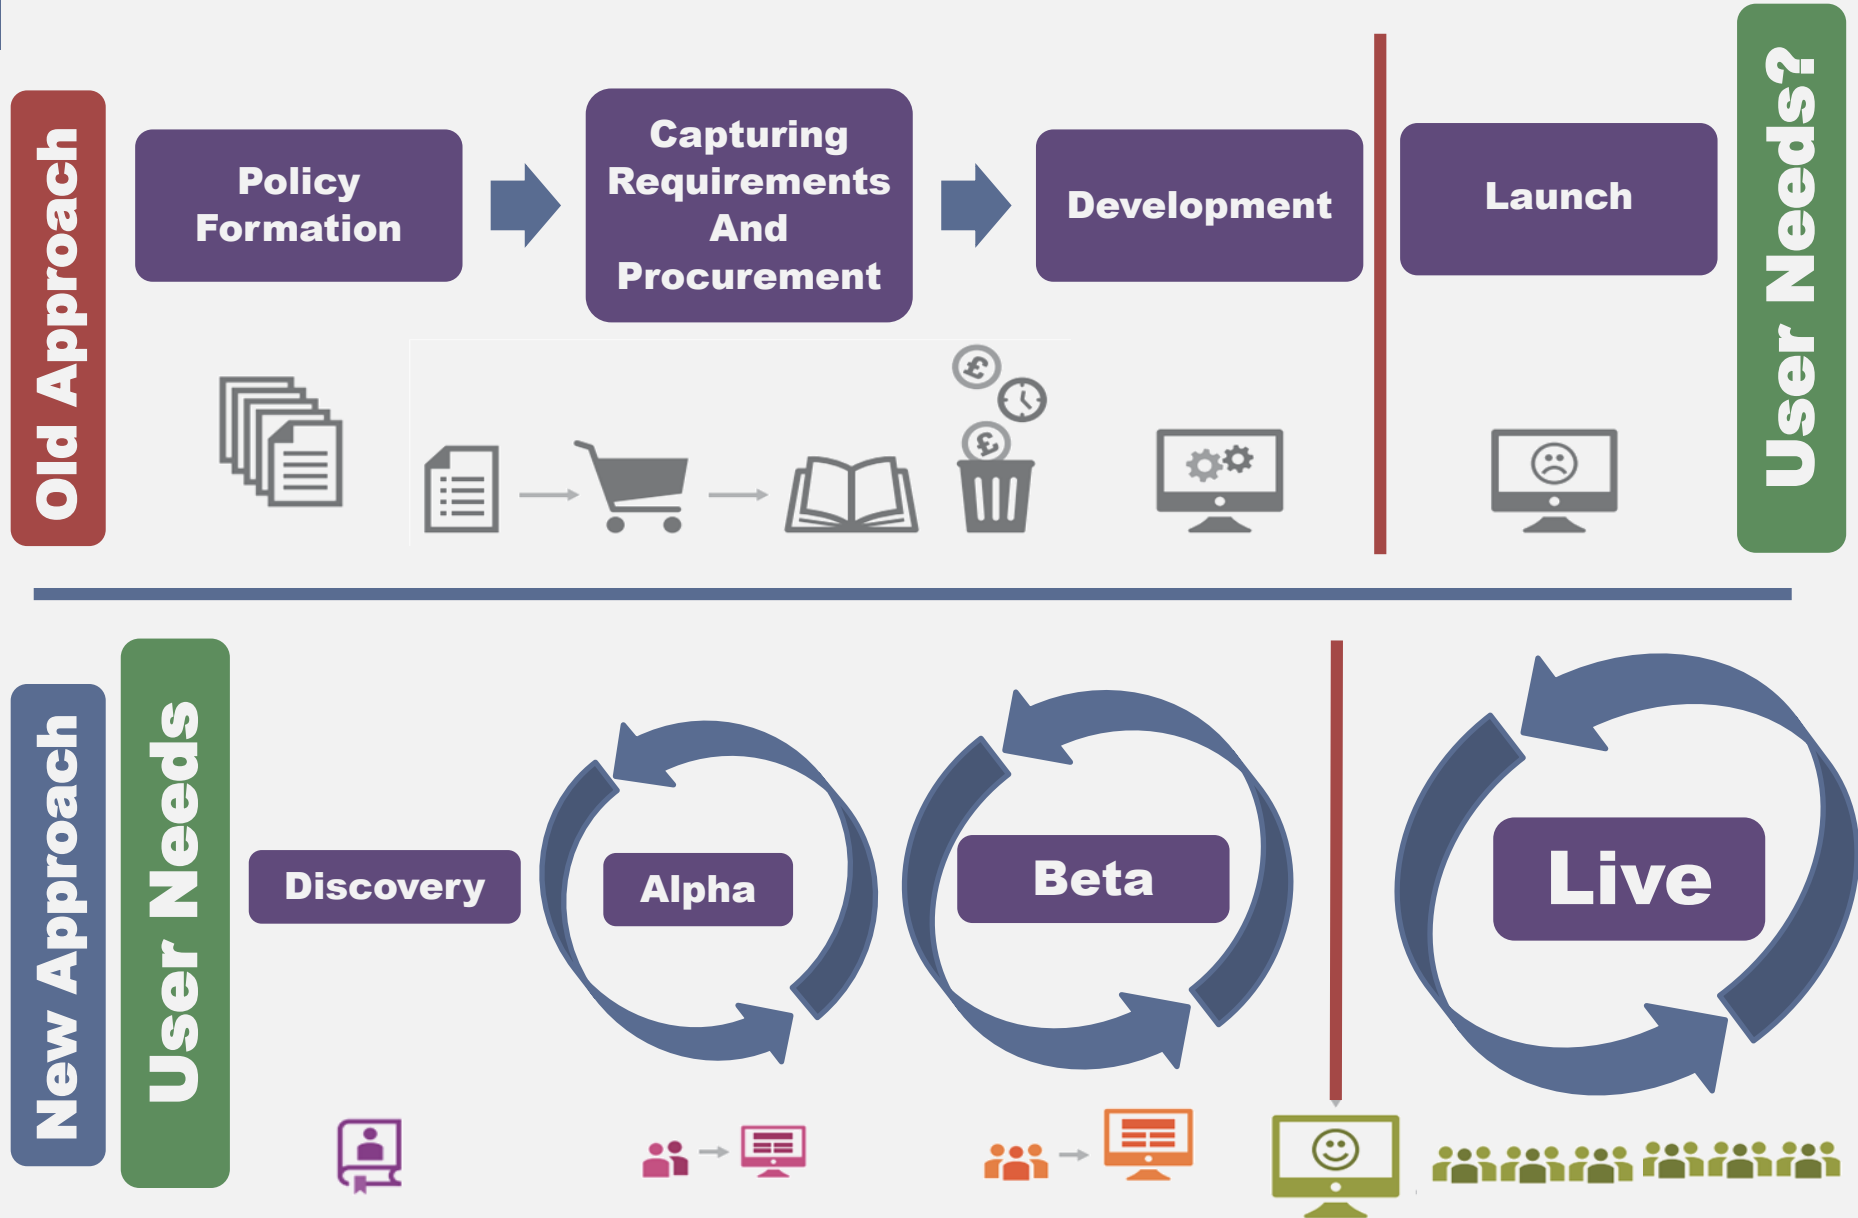 Old Approach
Policy
Formation
Capturing
Requirements
And
Procurement
Development
Launch
User Needs?
£
£
New Approach
User Needs
Discovery
Alpha
Beta
Live